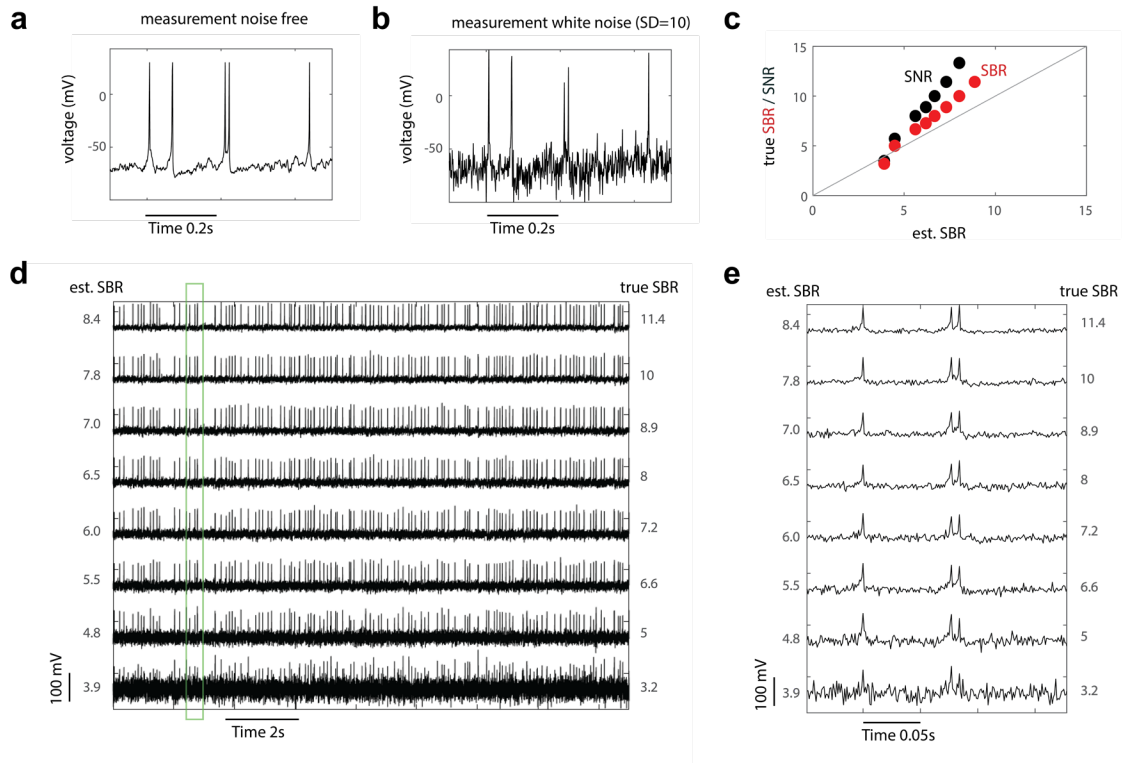 a
measurement noise free
voltage (mV)
0
-50
Time 0.2s
b
measurement white noise (SD=10)
voltage (mV)
0
-50
Time 0.2s
c
true SBR / SNR
15
10
5
0
SNR
SBR
0
5
10
15
est. SBR
d
est. SBR
true SBR
8.4
11.4
7.8
10
7.0
8.9
6.5
8
6.0
7.2
5.5
6.6
4.8
5
3.9
3.2
100 mV
Time 2s
e
est. SBR
true SBR
8.4
11.4
7.8
10
7.0
8.9
6.5
8
6.0
7.2
5.5
6.6
4.8
5
3.9
3.2
100 mV
Time 0.05s